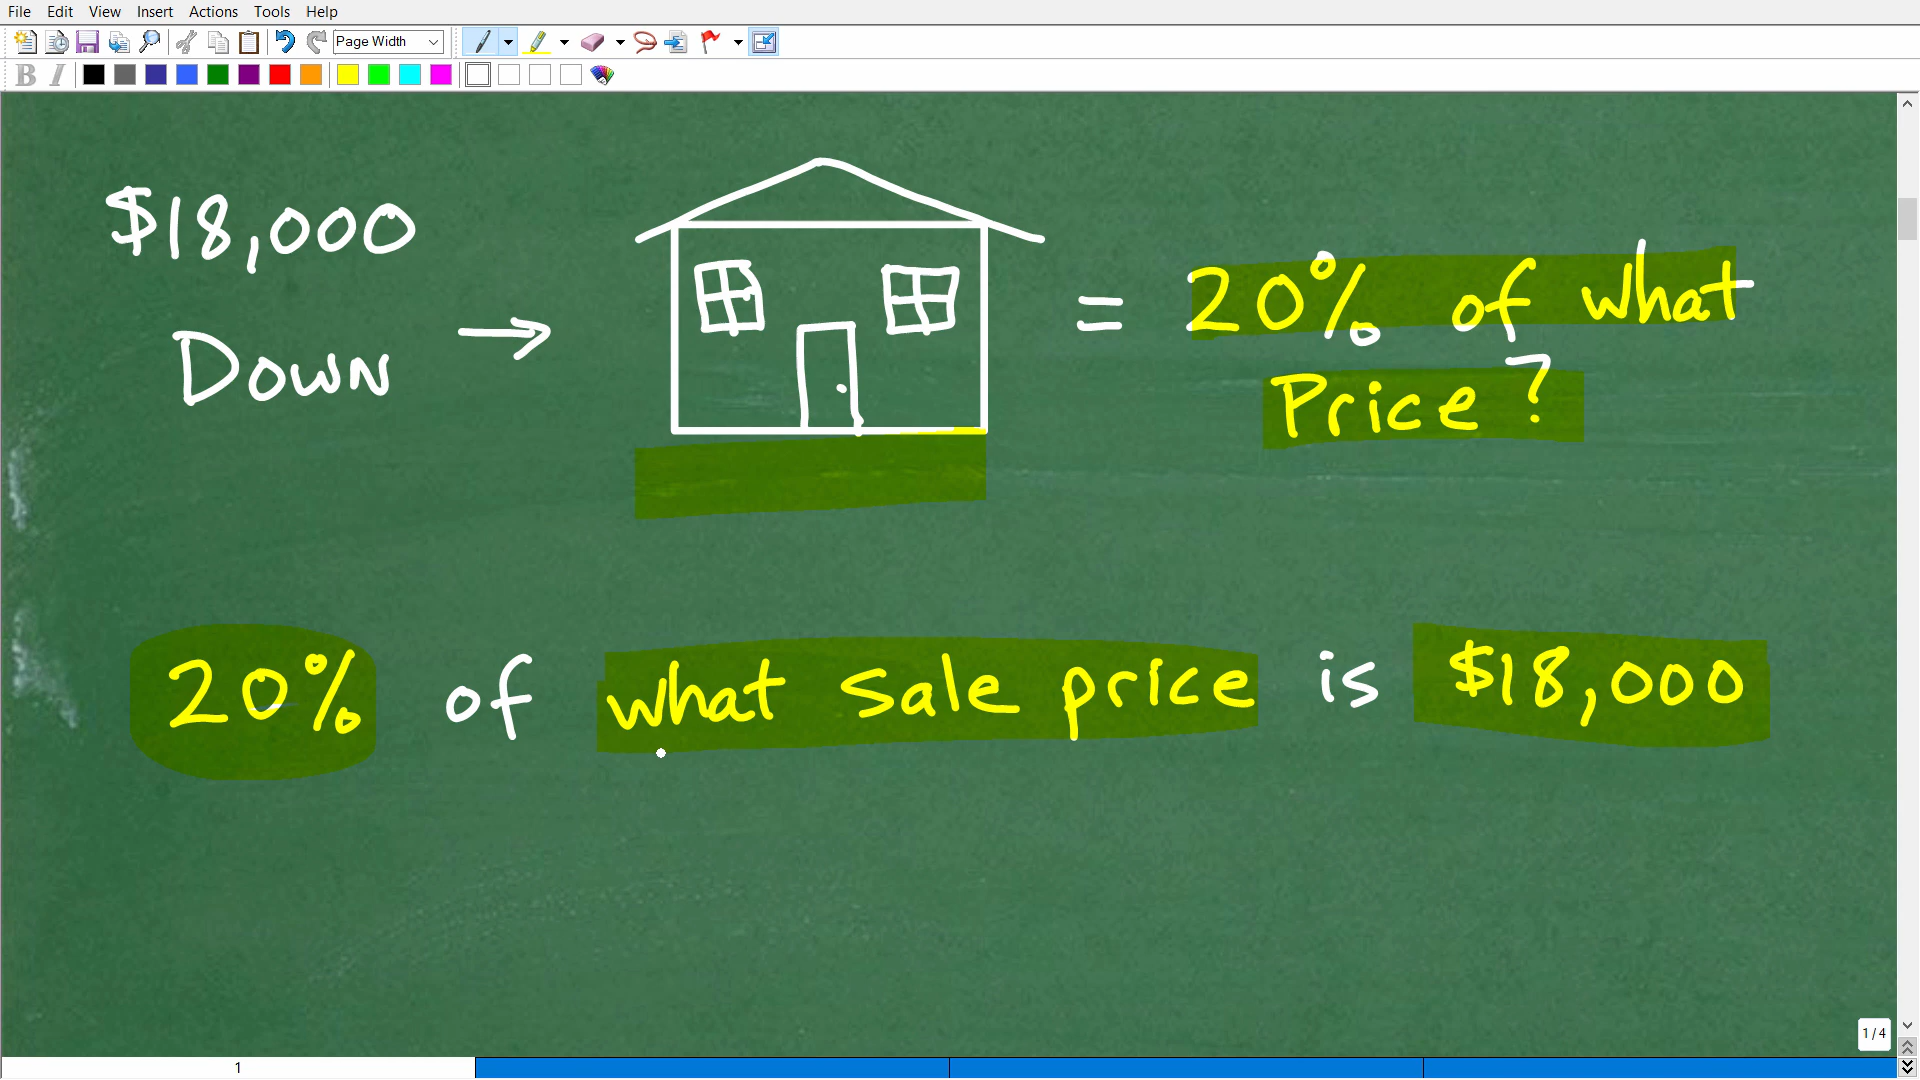 File Edit View Insert Actions Tools Help
Page Width
B I
$18,000
Down
= 20% of what
Price?
20% of what sale price is $18,000
1 / 4
1